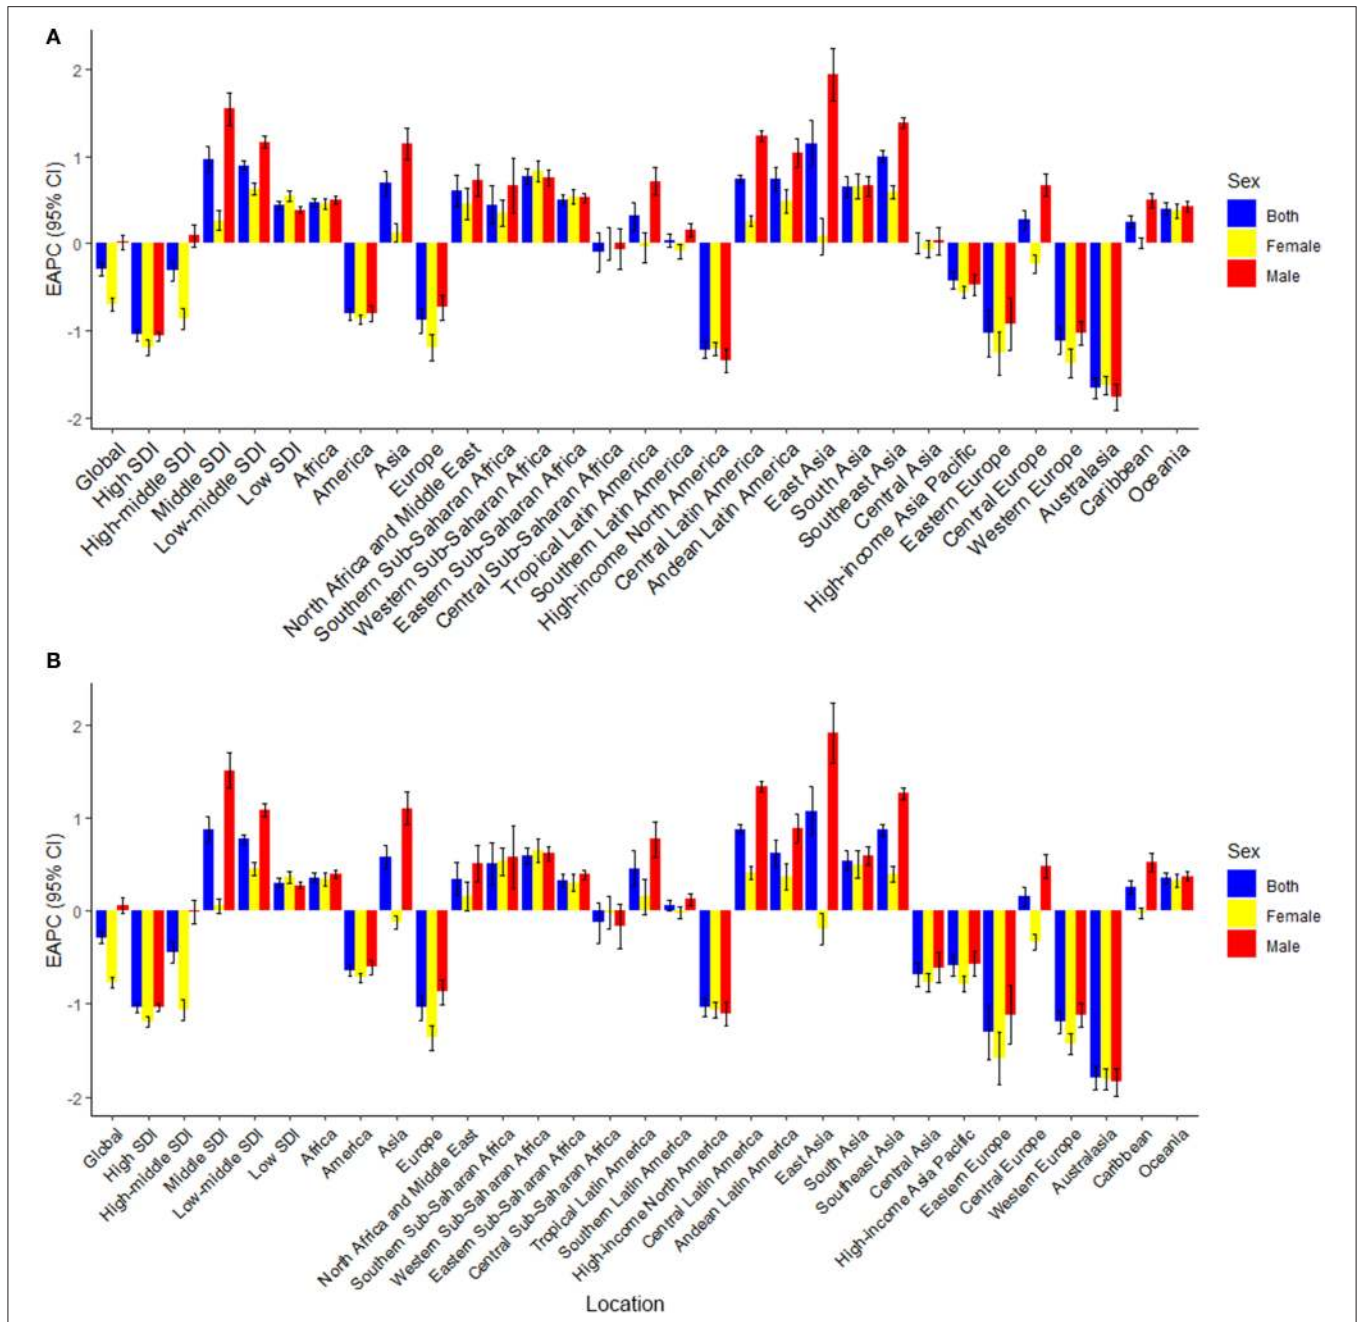 A
EAPC (95% CI)
2
1
0
-1
-2
Sex
Both
Female
Male
Global
High SDI
High-middle SDI
Middle SDI
Low-middle SDI
Low SDI
Africa
America
Asia
Europe
North Africa and Middle East
Southern Sub-Saharan Africa
Western Sub-Saharan Africa
Eastern Sub-Saharan Africa
Central Sub-Saharan Africa
Tropical Latin America
Southern Latin America
High-income North America
Central Latin America
Andean Latin America
East Asia
South Asia
Southeast Asia
Central Asia
High-income Asia Pacific
Eastern Europe
Central Europe
Western Europe
Australasia
Caribbean
Oceania
B
EAPC (95% CI)
2
1
0
-1
-2
Sex
Both
Female
Male
Global
High SDI
High-middle SDI
Middle SDI
Low-middle SDI
Low SDI
Africa
America
Asia
Europe
North Africa and Middle East
Southern Sub-Saharan Africa
Western Sub-Saharan Africa
Eastern Sub-Saharan Africa
Central Sub-Saharan Africa
Tropical Latin America
Southern Latin America
High-income North America
Central Latin America
Andean Latin America
East Asia
South Asia
Southeast Asia
Central Asia
High-income Asia Pacific
Eastern Europe
Central Europe
Western Europe
Australasia
Caribbean
Oceania
Location